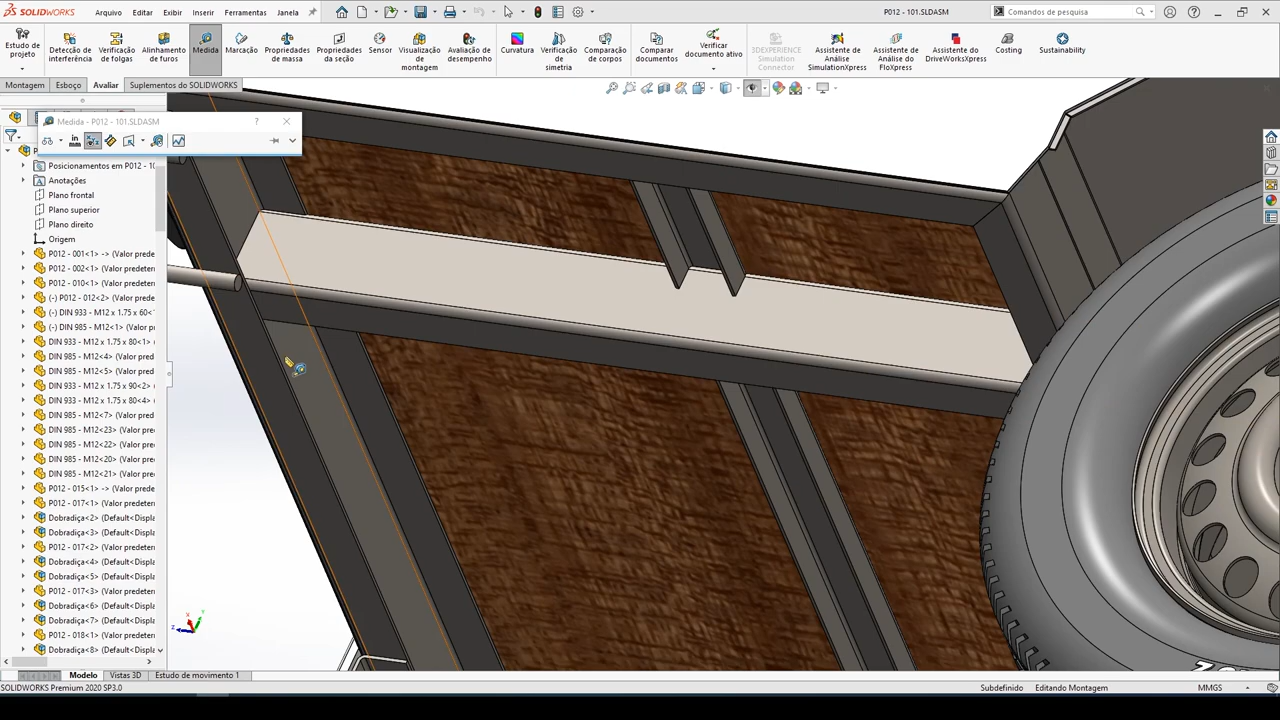 SOLIDWORKS
Arquivo Editar Exibir Inserir Ferramentas Janela
P012 - 101.SLDASM
Comandos de pesquisa
Estudo de projeto
Detecção de interferência
Verificação de folgas
Alinhamento de furos
Medida
Marcação
Propriedades de massa
Propriedades da seção
Sensor
Visualização de montagem
Avaliação de desempenho
Curvatura
Verificação de simetria
Comparação de corpos
Comparar documentos
Verificar documento ativo
3DEXPERIENCE Simulation Connector
Assistente de Análise SimulationXpress
Assistente de Análise do FloXpress
Assistente do DriveWorksXpress
Costing
Sustainability
Montagem Esboço Avaliar Suplementos do SOLIDWORKS
Medida - P012 - 101.SLDASM
?
in
mm
P
Posicionamentos em P012 - 10
Anotações
Plano frontal
Plano superior
Plano direito
Origem
P012 - 001<1> -> (Valor prede
P012 - 002<1> (Valor predeter
P012 - 010<1> (Valor predeter
(-) P012 - 012<2> (Valor prede
(-) DIN 933 - M12 x 1.75 x 60<
(-) DIN 985 - M12<1> (Valor p
DIN 933 - M12 x 1.75 x 80<1>
DIN 985 - M12<4> (Valor pred
DIN 985 - M12<5> (Valor pred
DIN 933 - M12 x 1.75 x 90<2>
DIN 933 - M12 x 1.75 x 80<4>
DIN 985 - M12<7> (Valor pred
DIN 985 - M12<23> (Valor pre
DIN 985 - M12<22> (Valor pre
DIN 985 - M12<20> (Valor pre
DIN 985 - M12<21> (Valor pre
P012 - 015<1> -> (Valor prede
P012 - 017<1> (Valor predeter
Dobradiça<2> (Default<Displa
Dobradiça<3> (Default<Displa
P012 - 017<2> (Valor predeter
Dobradiça<4> (Default<Displa
Dobradiça<5> (Default<Displa
P012 - 017<3> (Valor predeter
Dobradiça<6> (Default<Displa
Dobradiça<7> (Default<Displa
P012 - 018<1> (Valor predeter
Dobradiça<8> (Default<Displa
Modelo Vistas 3D Estudo de movimento 1
SOLIDWORKS Premium 2020 SP3.0
Subdefinido Editando Montagem MMGS